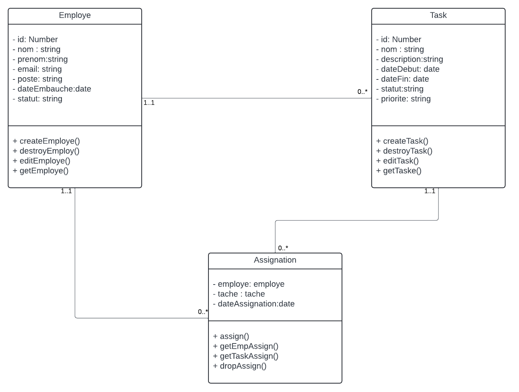 Employe
- id: Number
- nom : string
- prenom:string
- email: string
- poste: string
- dateEmbauche:date
- statut: string
+ createEmploye()
+ destroyEmploy()
+ editEmploye()
+ getEmploye()
Task
- id: Number
- nom : string
- description:string
- dateDebut: date
- dateFin: date
- statut:string
- priorite: string
+ createTask()
+ destroyTask()
+ editTask()
+ getTaske()
1..1
0..*
1..1
1..1
0..*
0..*
Assignation
- employe: employe
- tache : tache
- dateAssignation:date
+ assign()
+ getEmpAssign()
+ getTaskAssign()
+ dropAssign()